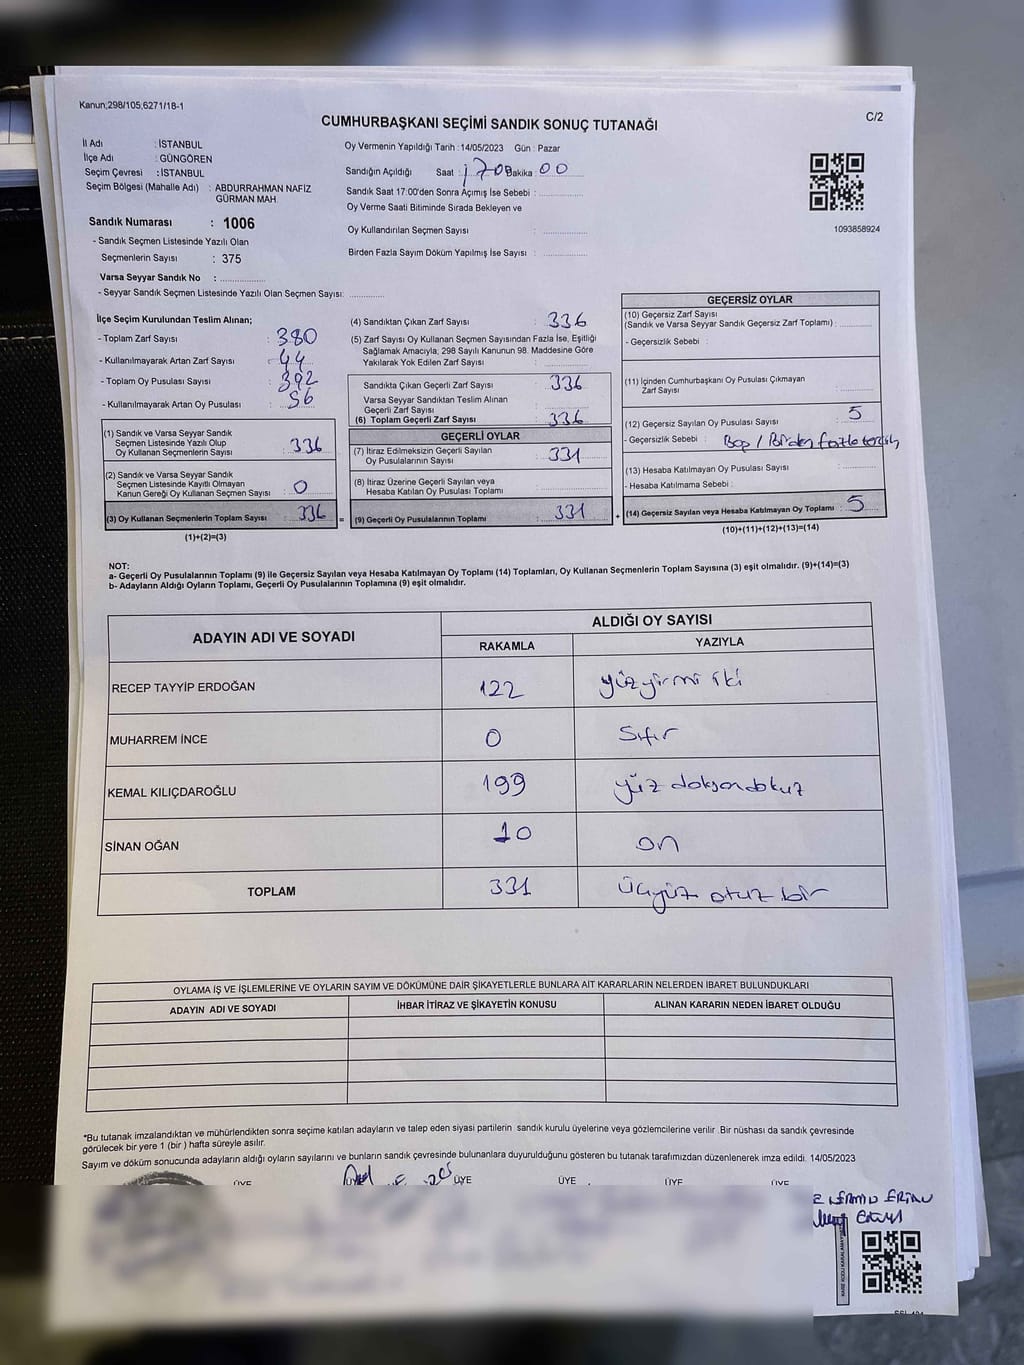 Kanun;298/105,6271/18-1
CUMHURBAŞKANI SEÇİMİ SANDIK SONUÇ TUTANAĞI
C/2
İl Adı : İSTANBUL
İlçe Adı : GÜNGÖREN
Seçim Çevresi : İSTANBUL
Seçim Bölgesi (Mahalle Adı) : ABDURRAHMAN NAFİZ
GÜRMAN MAH.
Sandık Numarası : 1006
- Sandık Seçmen Listesinde Yazılı Olan
Seçmenlerin Sayısı : 375
Varsa Seyyar Sandık No : ..............
- Seyyar Sandık Seçmen Listesinde Yazılı Olan Seçmen Sayısı: ............
Oy Vermenin Yapıldığı Tarih : 14/05/2023 Gün : Pazar
Sandığın Açıldığı Saat : 17 00 Dakika : 00
Sandık Saat 17:00'den Sonra Açımış İse Sebebi : ..............
Oy Verme Saati Bitiminde Sırada Bekleyen ve
Oy Kullandırılan Seçmen Sayısı : ..............
Birden Fazla Sayım Döküm Yapılmış İse Sayısı : ..............
1093858924
İlçe Seçim Kurulundan Teslim Alınan;
- Toplam Zarf Sayısı : 380
- Kullanılmayarak Artan Zarf Sayısı : 44
- Toplam Oy Pusulası Sayısı : 392
- Kullanılmayarak Artan Oy Pusulası : 56
(1) Sandık ve Varsa Seyyar Sandık
Seçmen Listesinde Yazılı Olup
Oy Kullanan Seçmenlerin Sayısı : 336
(2) Sandık ve Varsa Seyyar Sandık
Seçmen Listesinde Kayıtlı Olmayan
Kanun Gereği Oy Kullanan Seçmen Sayısı : 0
(3) Oy Kullanan Seçmenlerin Toplam Sayısı : 336 =
(1)+(2)=(3)
(4) Sandıktan Çıkan Zarf Sayısı : 336
(5) Zarf Sayısı Oy Kullanan Seçmen Sayısından Fazla İse, Eşitliği
Sağlamak Amacıyla; 298 Sayılı Kanunun 98. Maddesine Göre
Yakılarak Yok Edilen Zarf Sayısı : ..............
Sandıkta Çıkan Geçerli Zarf Sayısı : 336
Varsa Seyyar Sandıktan Teslim Alınan
Geçerli Zarf Sayısı : ..............
(6) Toplam Geçerli Zarf Sayısı : 336
GEÇERLİ OYLAR
(7) İtiraz Edilmeksizin Geçerli Sayılan
Oy Pusulalarının Sayısı : 331
(8) İtiraz Üzerine Geçerli Sayılan veya
Hesaba Katılan Oy Pusulası Toplamı : ..............
(9) Geçerli Oy Pusulalarının Toplamı : 331 +
GEÇERSİZ OYLAR
(10) Geçersiz Zarf Sayısı
(Sandık ve Varsa Seyyar Sandık Geçersiz Zarf Toplamı) : ..........
- Geçersizlik Sebebi :
(11) İçinden Cumhurbaşkanı Oy Pusulası Çıkmayan
Zarf Sayısı : ..........
(12) Geçersiz Sayılan Oy Pusulası Sayısı : 5
- Geçersizlik Sebebi : Boş / Birden fazla tercih
(13) Hesaba Katılmayan Oy Pusulası Sayısı : ..........
- Hesaba Katılmama Sebebi :
(14) Geçersiz Sayılan veya Hesaba Katılmayan Oy Toplamı : 5
(10)+(11)+(12)+(13)=(14)
NOT:
a- Geçerli Oy Pusulalarının Toplamı (9) ile Geçersiz Sayılan veya Hesaba Katılmayan Oy Toplamı (14) Toplamları, Oy Kullanan Seçmenlerin Toplam Sayısına (3) eşit olmalıdır. (9)+(14)=(3)
b- Adayların Aldığı Oyların Toplamı, Geçerli Oy Pusulalarının Toplamına (9) eşit olmalıdır.
ADAYIN ADI VE SOYADI ALDIĞI OY SAYISI
RAKAMLA YAZIYLA
RECEP TAYYİP ERDOĞAN 122 yüzyirmi iki
MUHARREM İNCE 0 Sıfır
KEMAL KILIÇDAROĞLU 199 yüz doksandokuz
SİNAN OĞAN 10 on
TOPLAM 331 üçyüz otuz bir
OYLAMA İŞ VE İŞLEMLERİNE VE OYLARIN SAYIM VE DÖKÜMÜNE DAİR ŞİKAYETLERLE BUNLARA AİT KARARLARIN NELERDEN İBARET BULUNDUKLARI
ADAYIN ADI VE SOYADI İHBAR İTİRAZ VE ŞİKAYETİN KONUSU ALINAN KARARIN NEDEN İBARET OLDUĞU
*Bu tutanak imzalandıktan ve mühürlendikten sonra seçime katılan adayların ve talep eden siyasi partilerin sandık kurulu üyelerine veya gözlemcilerine verilir. Bir nüshası da sandık çevresinde
görülecek bir yere 1 (bir ) hafta süreyle asılır.
Sayım ve döküm sonucunda adayların aldığı oyların sayılarını ve bunların sandık çevresinde bulunanlara duyurulduğunu gösteren bu tutanak tarafımızdan düzenlenerek imza edildi. 14/05/2023
ÜYE ÜYE ÜYE ÜYE ÜYE